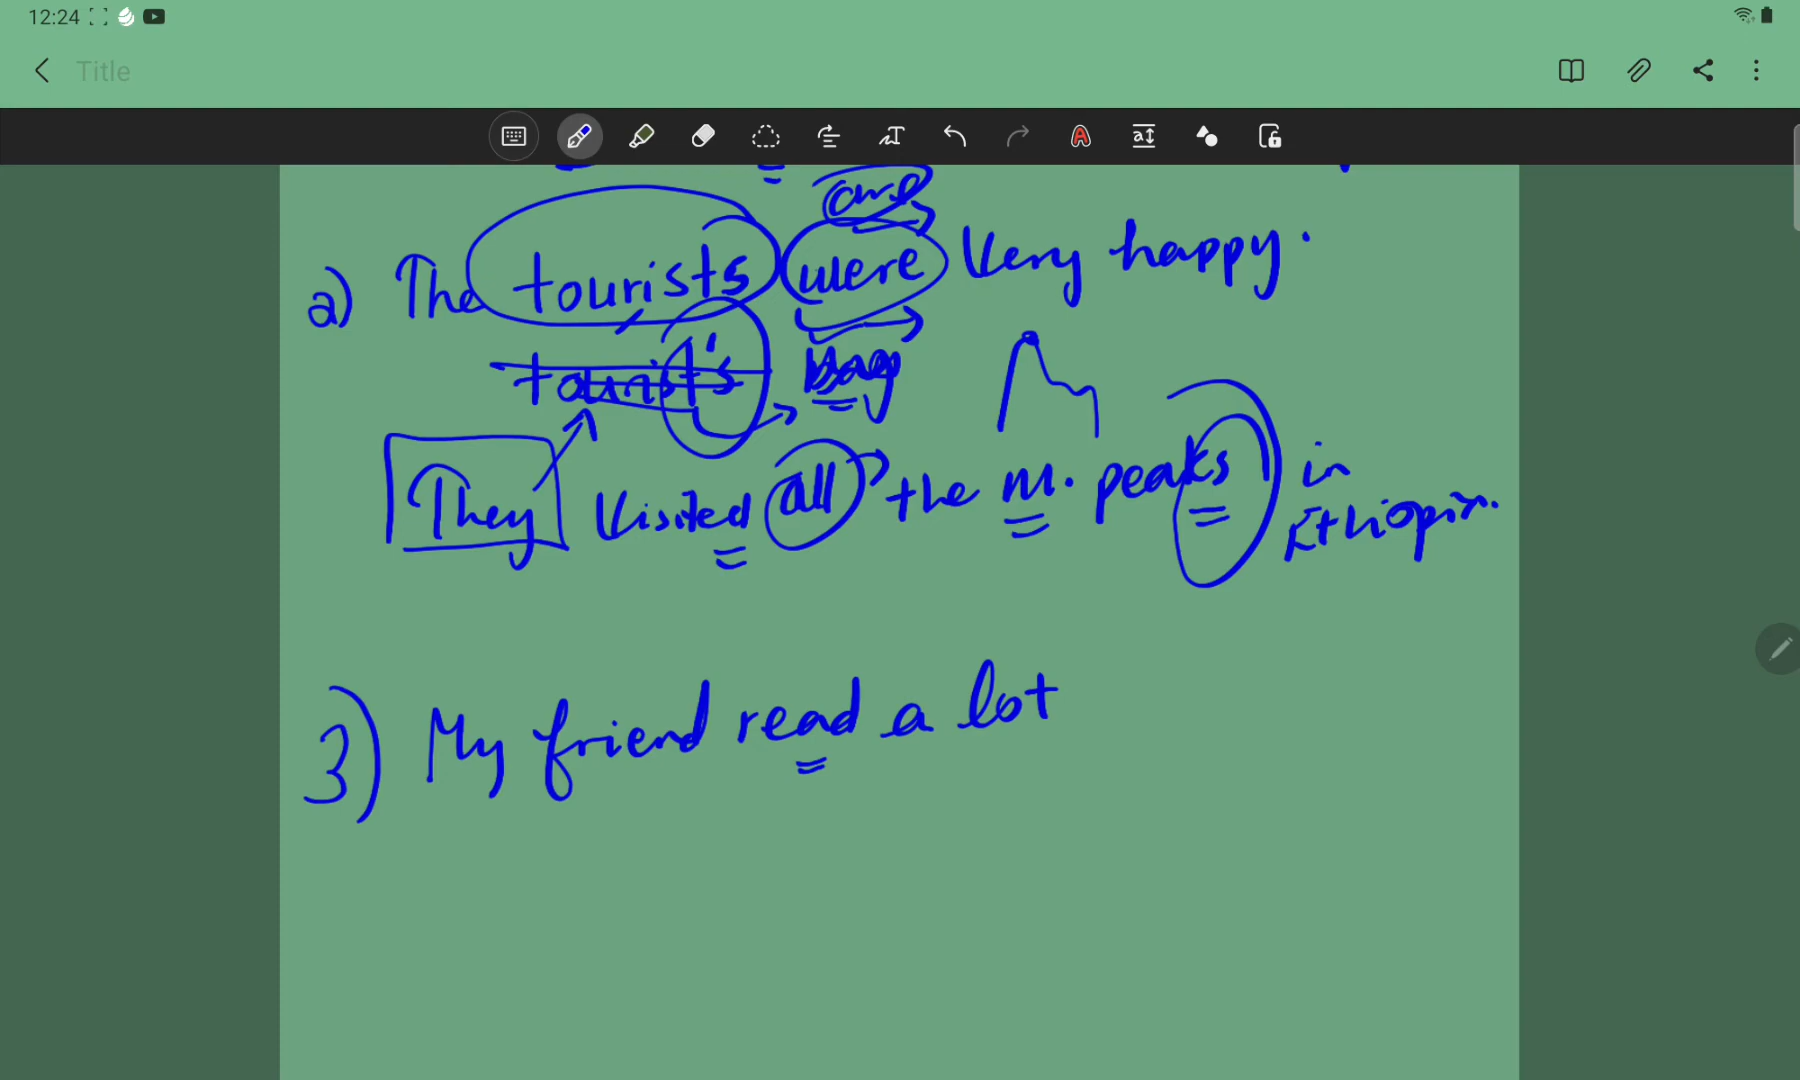 12:24
Title
are
a) The tourists were very happy.
tourist's bag
They visited all the m. peaks in
Ethiopia.
3) My friend read a lot